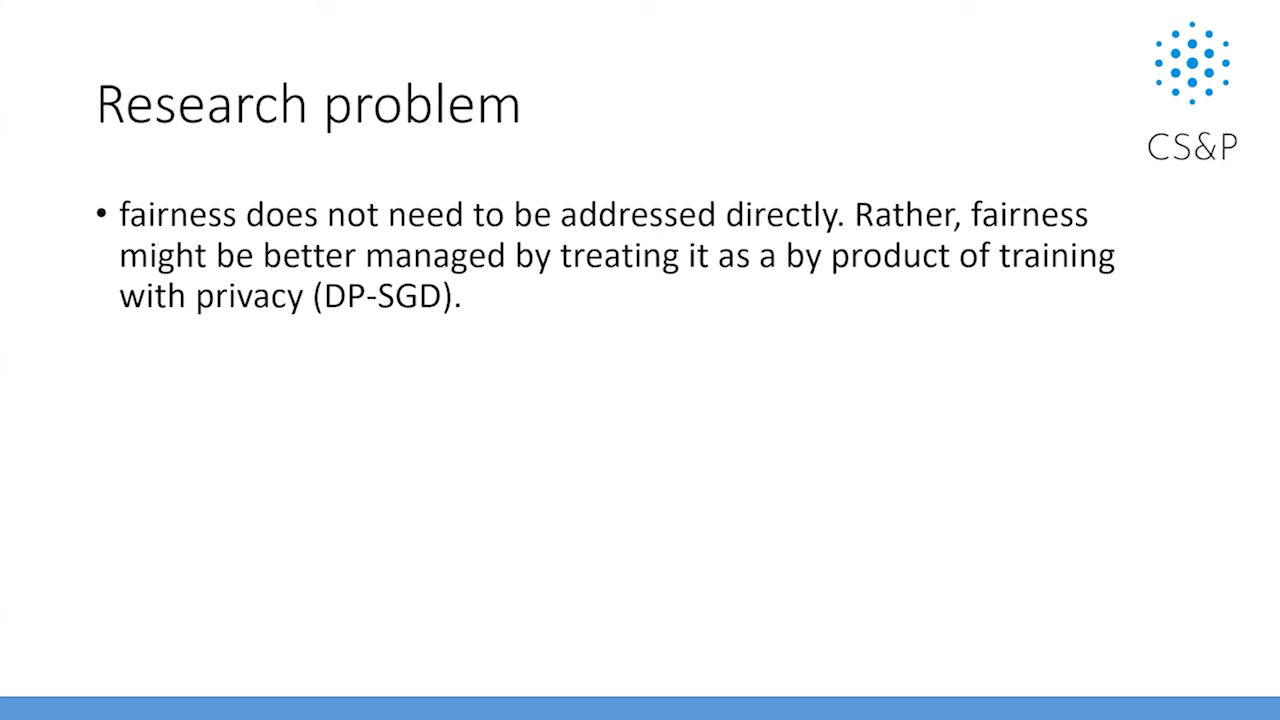 CS&P
Research problem
• fairness does not need to be addressed directly. Rather, fairness
might be better managed by treating it as a by product of training
with privacy (DP-SGD).